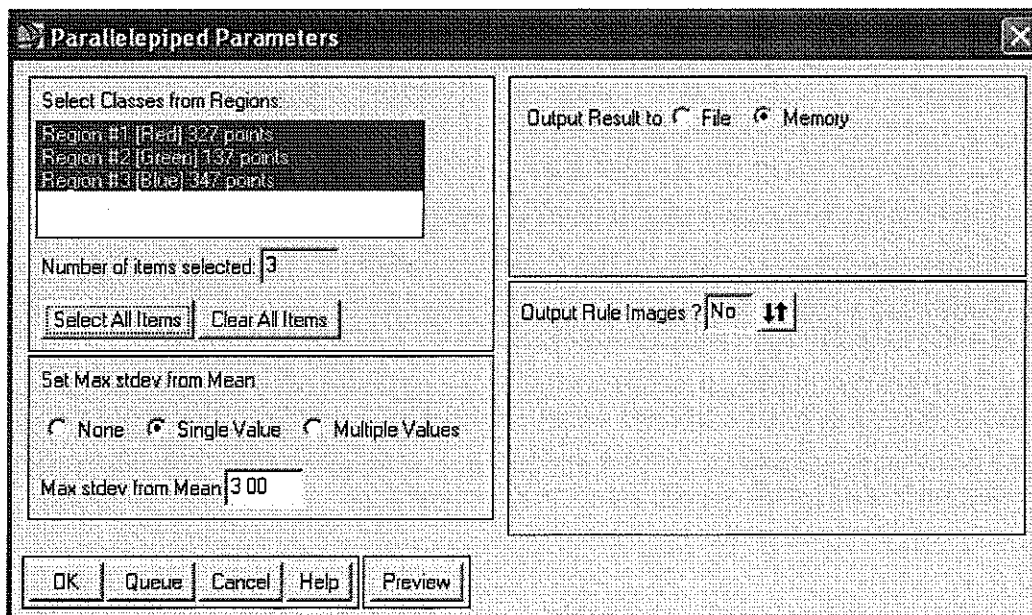 Parallelepiped Parameters
Select Classes from Regions:
Region #1 [Red] 327 points
Region #2 [Green] 137 points
Region #3 [Blue] 347 points
Number of items selected: 3
Select All Items Clear All Items
Set Max stdev from Mean
None Single Value Multiple Values
Max stdev from Mean 3.00
OK Queue Cancel Help Preview
Output Result to File Memory
Output Rule Images ? No